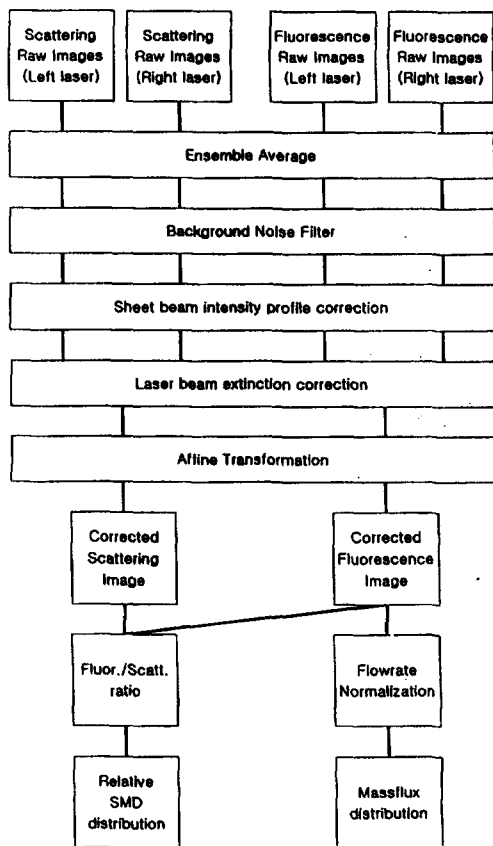 Scattering
Raw Images
(Left laser)
Scattering
Raw Images
(Right laser)
Fluorescence
Raw Images
(Left laser)
Fluorescence
Raw Images
(Right laser)
Ensemble Average
Background Noise Filter
Sheet beam intensity profile correction
Laser beam extinction correction
Affine Transformation
Corrected
Scattering
Image
Corrected
Fluorescence
Image
Fluor./Scatt.
ratio
Flowrate
Normalization
Relative
SMD
distribution
Massflux
distribution